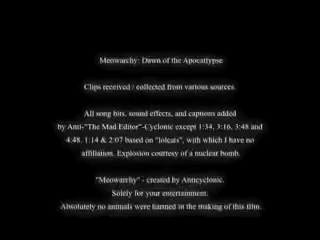 Meowarchy: Dawn of the Apocatlypse
Clips received / collected from various sources.
All song bits, sound effects, and captions added
by Anti-"The Mad Editor"-Cyclonic except 1:34, 3:16, 3:48 and
4:48. 1:14 & 2:07 based on "lolcats", with which I have no
affiliation. Explosion courtesy of a nuclear bomb.
"Meowarchy" - created by Anticyclonic.
Solely for your entertainment.
Absolutely no animals were harmed in the making of this film.